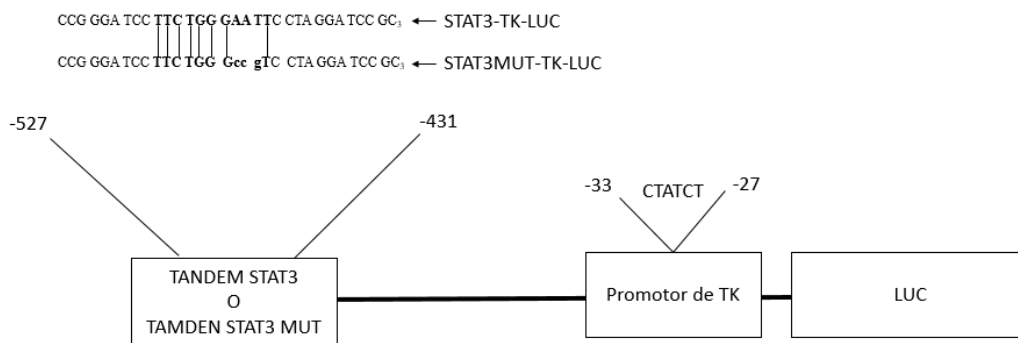 CCG GGA TCC TTC TGG GAA TTC CTA GGA TCC GC₃ STAT3-TK-LUC
CCG GGA TCC TTC TGG Gcc gTC CTA GGA TCC GC₃ STAT3MUT-TK-LUC
-527
-431
-33 CTATCT -27
TANDEM STAT3
O
TAMDEN STAT3 MUT
Promotor de TK
LUC